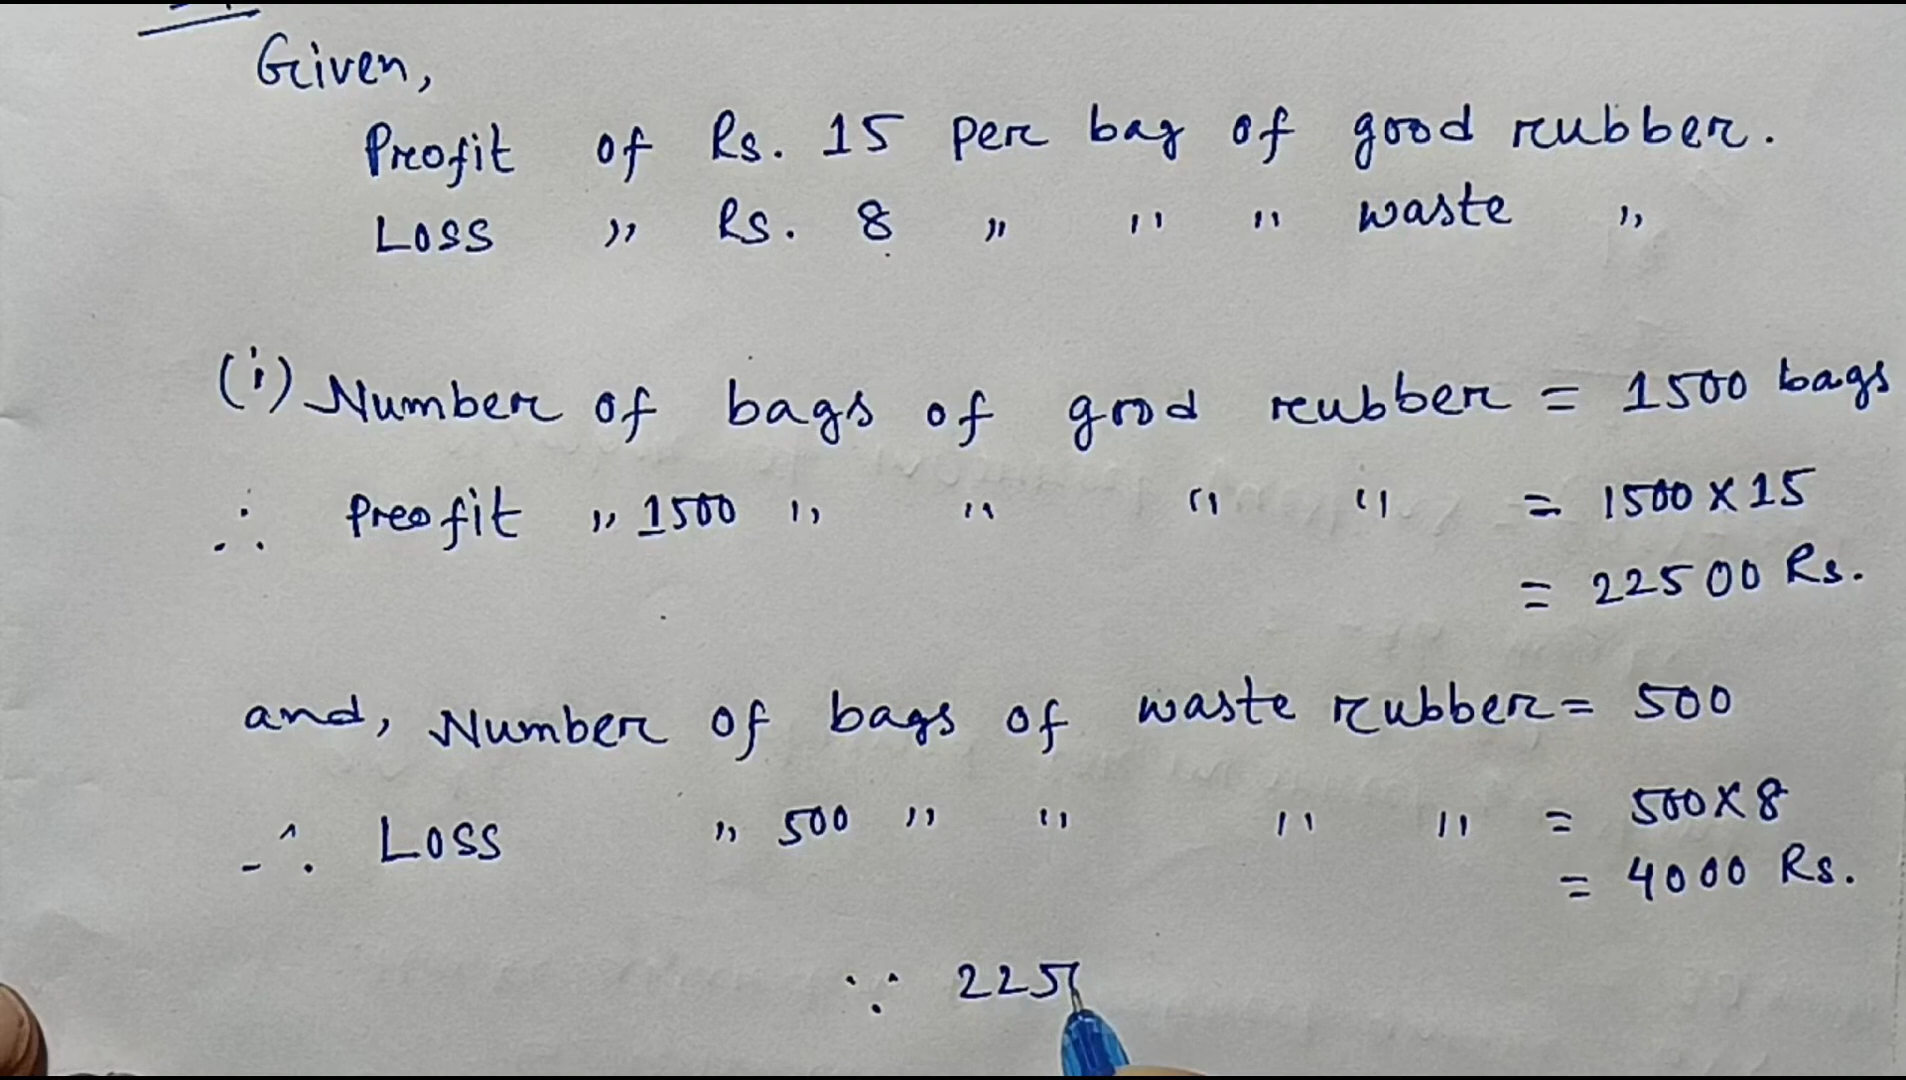 Given,
Profit of Rs. 15 per bag of good rubber.
Loss ,, Rs. 8 ,, ,, ,, waste ,,
(i) Number of bags of good rubber = 1500 bags
∴ Profit ,, 1500 ,, ,, ,, ,, = 1500 × 15
= 22500 Rs.
and, Number of bags of waste rubber = 500
∴ Loss ,, 500 ,, ,, ,, ,, = 500 × 8
= 4000 Rs.
∵ 225